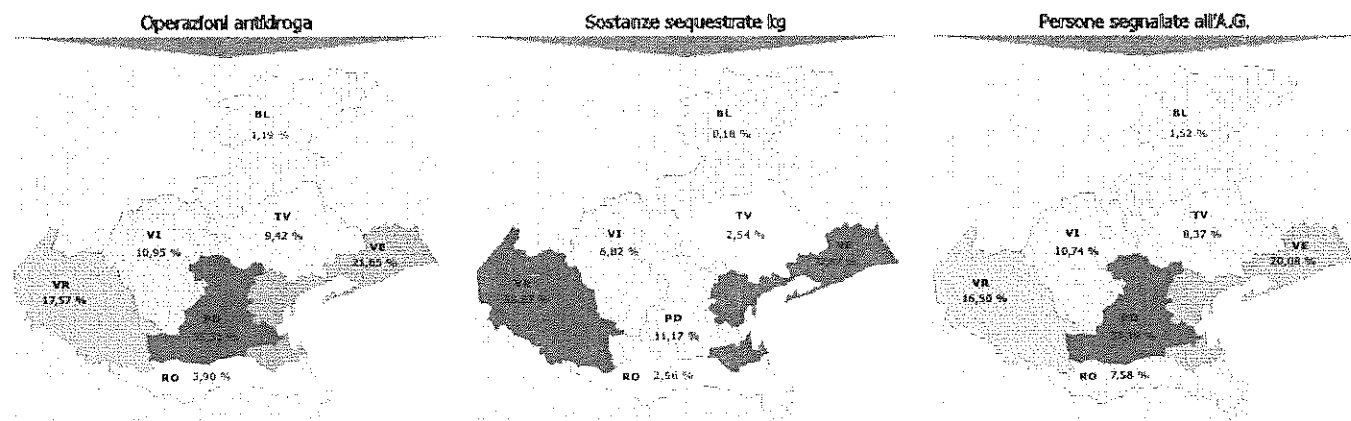 Operazioni antidroga
BL
1,19 %
TV
9,42 %
VI
10,95 %
VE
21,65 %
VR
17,57 %
PD
RO 3,90 %
Sostanze sequestrate kg
BL
0,18 %
TV
2,54 %
VI
6,82 %
VE
VR
PD
11,17 %
RO 2,56 %
Persone segnalate all'A.G.
BL
1,52 %
TV
8,37 %
VI
10,74 %
VE
20,08 %
VR
16,50 %
PD
RO 7,58 %